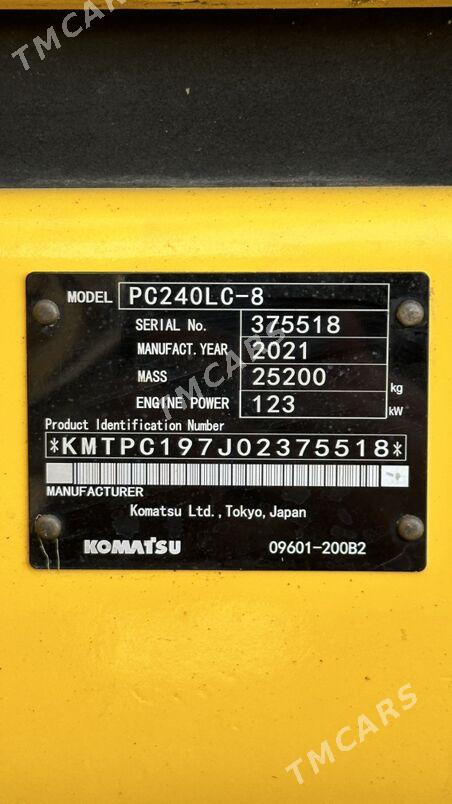 TMCARS
MODEL PC240LC-8
SERIAL No. 375518
MANUFACT. YEAR 2021
MASS 25200 kg
ENGINE POWER 123 kW
TMCARS
Product Identification Number
*KMTPC197J02375518*
MANUFACTURER
Komatsu Ltd., Tokyo, Japan
KOMATSU 09601-200B2
TMCARS